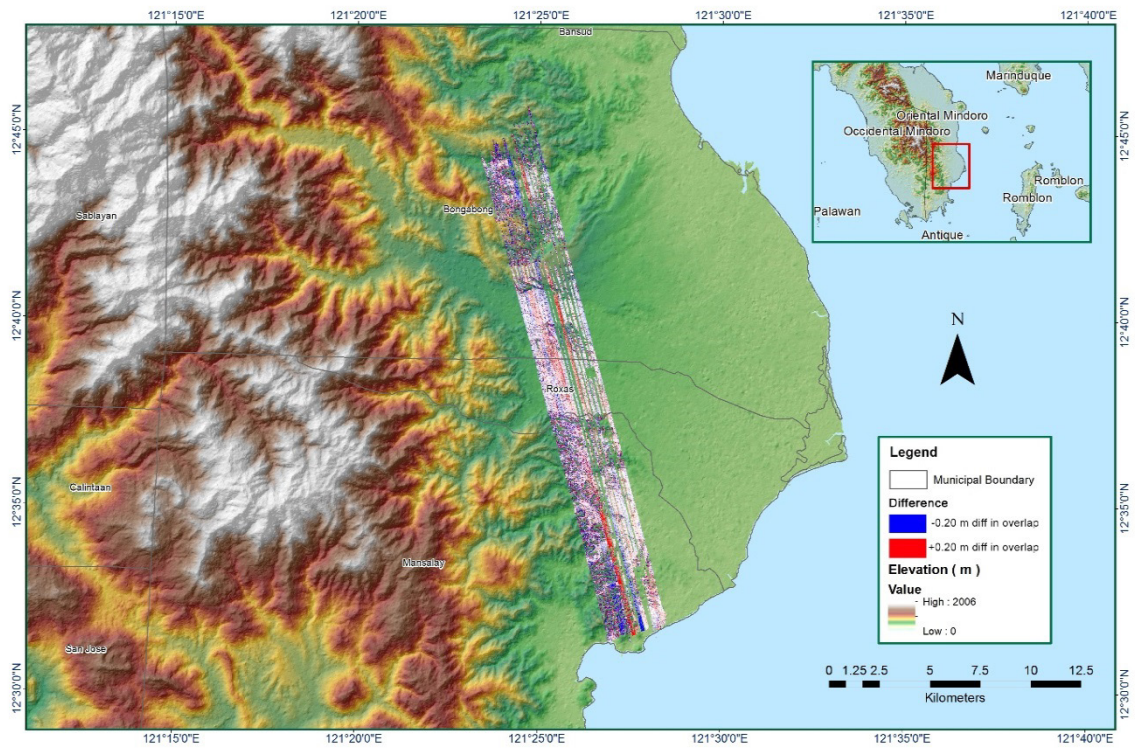 121°15'0"E 121°20'0"E 121°25'0"E 121°30'0"E 121°35'0"E 121°40'0"E
Bansud
Marinduque
Oriental Mindoro
Occidental Mindoro
Romblon
Romblon
Palawan
Antique
12°45'0"N 12°45'0"N
Bongabong
Sablayan
12°40'0"N 12°40'0"N
N
Roxas
Calintaan
12°35'0"N 12°35'0"N
Mansalay
San Jose
12°30'0"N 12°30'0"N
Legend
Municipal Boundary
Difference
-0.20 m diff in overlap
+0.20 m diff in overlap
Elevation ( m )
Value
High : 2006
Low : 0
0 1.25 2.5 5 7.5 10 12.5
Kilometers
121°15'0"E 121°20'0"E 121°25'0"E 121°30'0"E 121°35'0"E 121°40'0"E